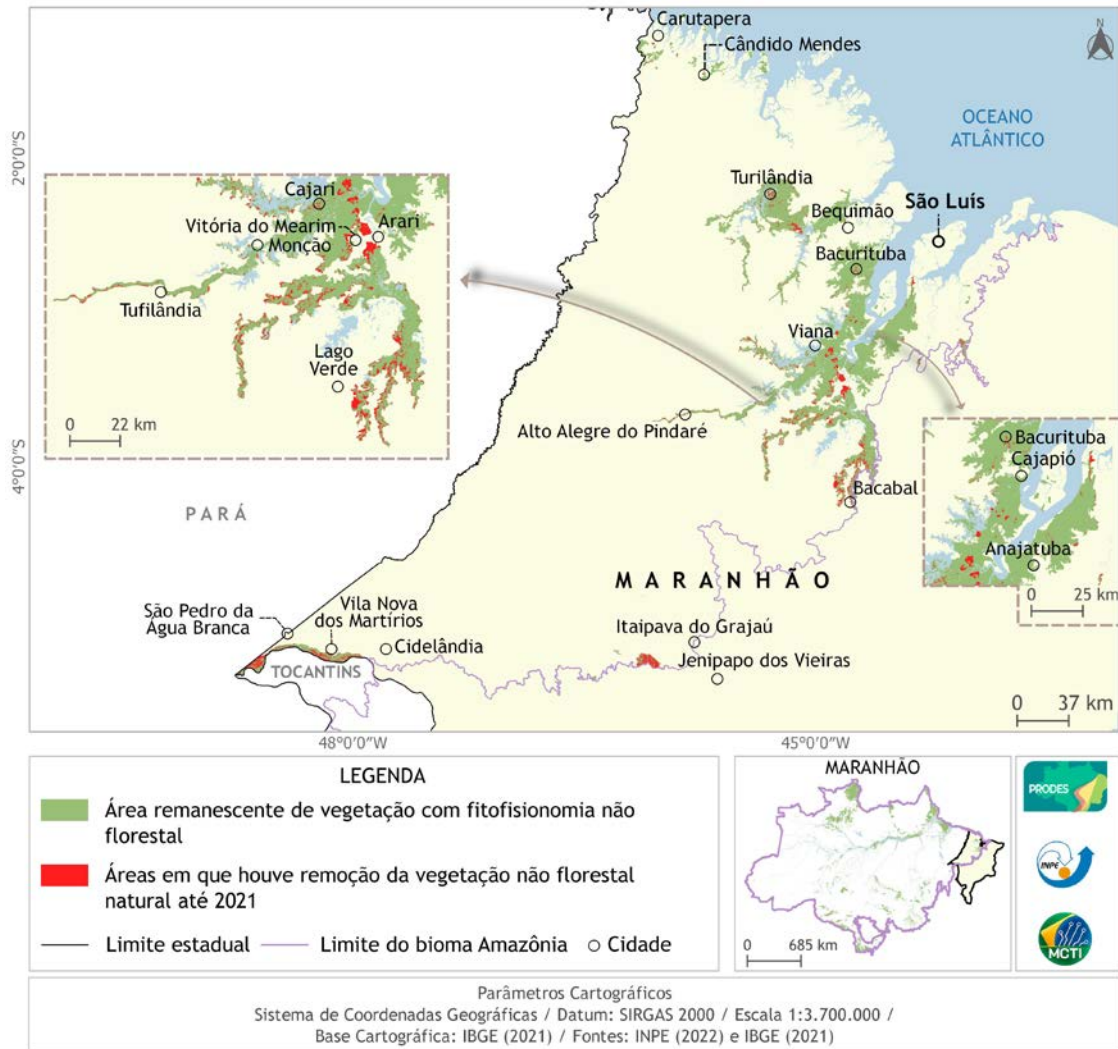 Carutapera
Cândido Mendes
N
OCEANO
ATLÂNTICO
2°0'0"S
Turilândia
Bequimão
São Luís
Bacurituba
Cajari
Vitória do Mearim
Arari
Monção
Tufilândia
Lago
Verde
0 22 km
Viana
Alto Alegre do Pindaré
4°0'0"S
Bacabal
Bacurituba
Cajapió
Anajatuba
0 25 km
PARÁ
MARANHÃO
São Pedro da
Água Branca
Vila Nova
dos Martírios
Cidelândia
TOCANTINS
Itaipava do Grajaú
Jenipapo dos Vieiras
0 37 km
48°0'0"W
45°0'0"W
LEGENDA
Área remanescente de vegetação com fitofisionomia não
florestal
Áreas em que houve remoção da vegetação não florestal
natural até 2021
Limite estadual
Limite do bioma Amazônia
Cidade
MARANHÃO
0 685 km
PRODES
INPE
MCTI
Parâmetros Cartográficos
Sistema de Coordenadas Geográficas / Datum: SIRGAS 2000 / Escala 1:3.700.000 /
Base Cartográfica: IBGE (2021) / Fontes: INPE (2022) e IBGE (2021)